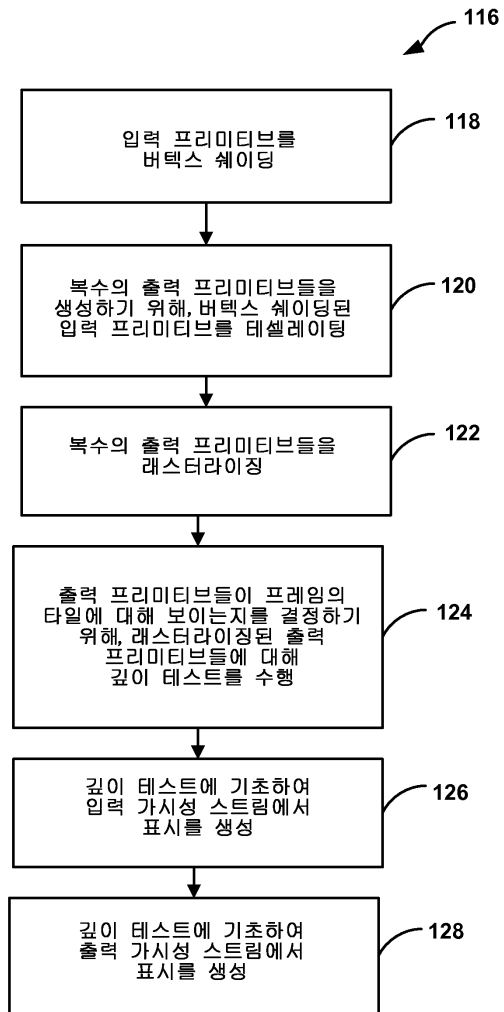 116
입력 프리미티브를
버텍스 쉐이딩
118
복수의 출력 프리미티브들을
생성하기 위해, 버텍스 쉐이딩된
입력 프리미티브를 테셀레이팅
120
복수의 출력 프리미티브들을
래스터라이징
122
출력 프리미티브들이 프레임의
타일에 대해 보이는지를 결정하기
위해, 래스터라이징된 출력
프리미티브들에 대해
깊이 테스트를 수행
124
깊이 테스트에 기초하여
입력 가시성 스트림에서
표시를 생성
126
깊이 테스트에 기초하여
출력 가시성 스트림에서
표시를 생성
128